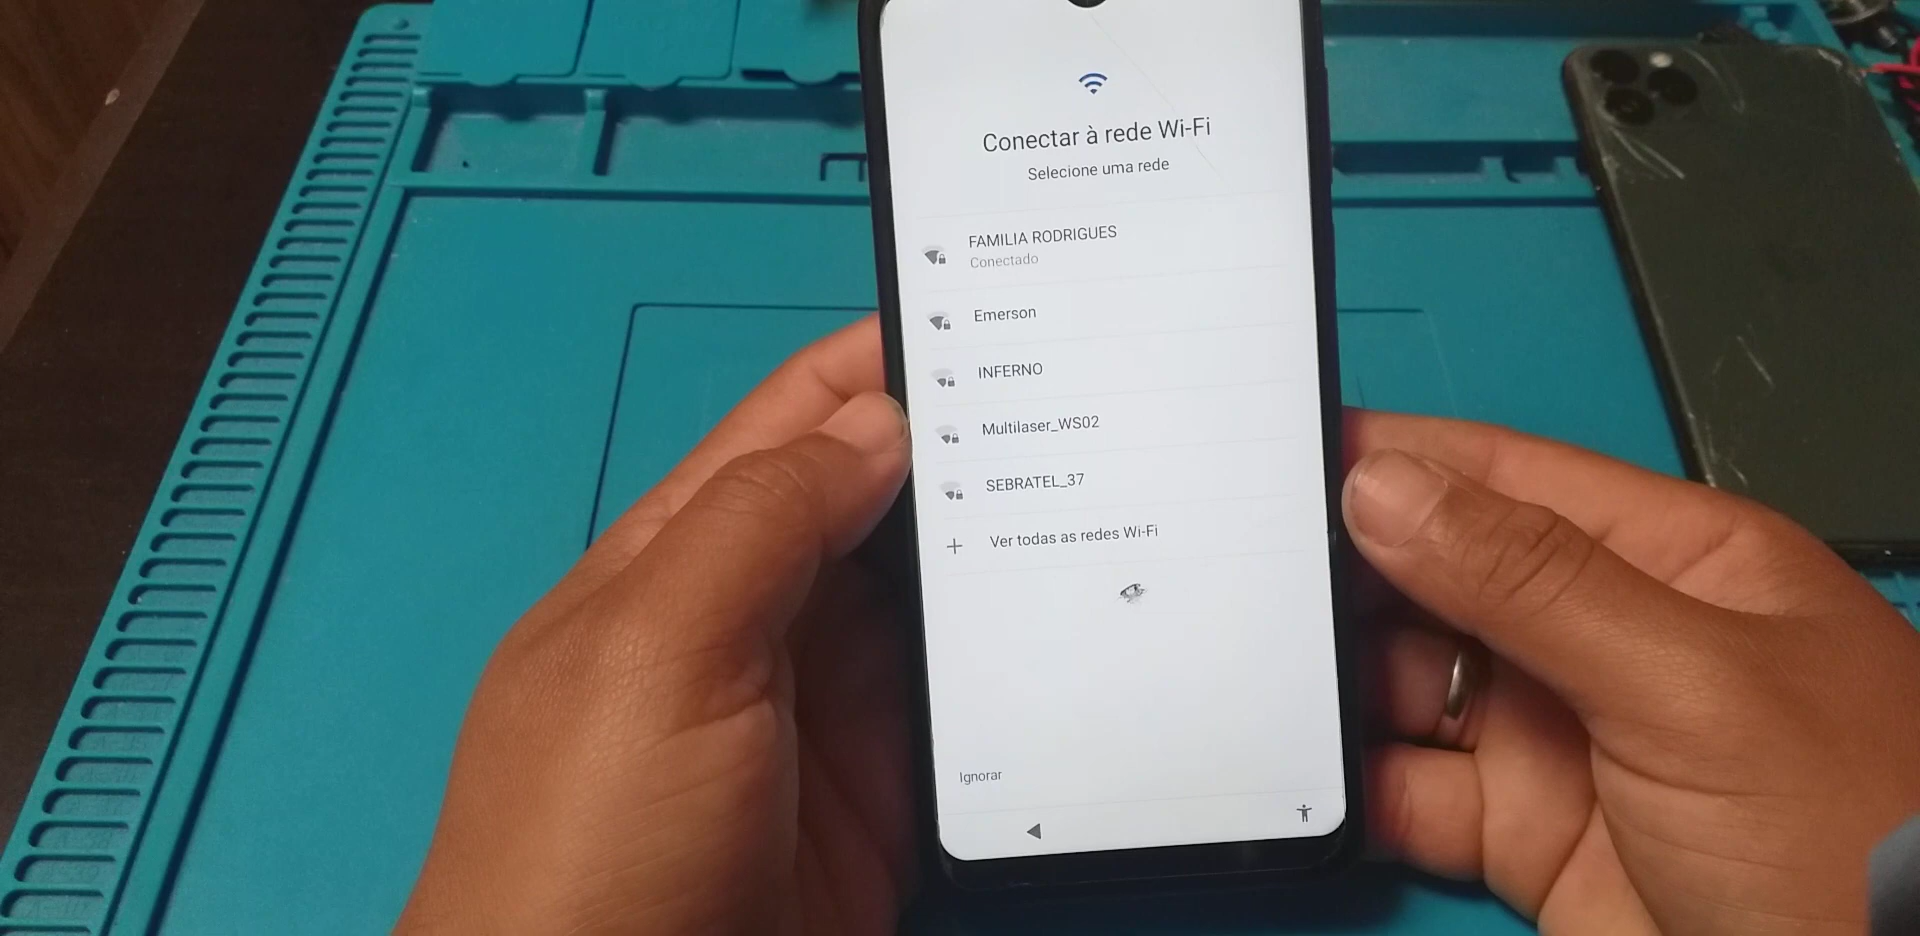 Conectar à rede Wi-Fi
Selecione uma rede
FAMILIA RODRIGUES
Conectado
Emerson
INFERNO
Multilaser_WS02
SEBRATEL_37
Ver todas as redes Wi-Fi
Ignorar